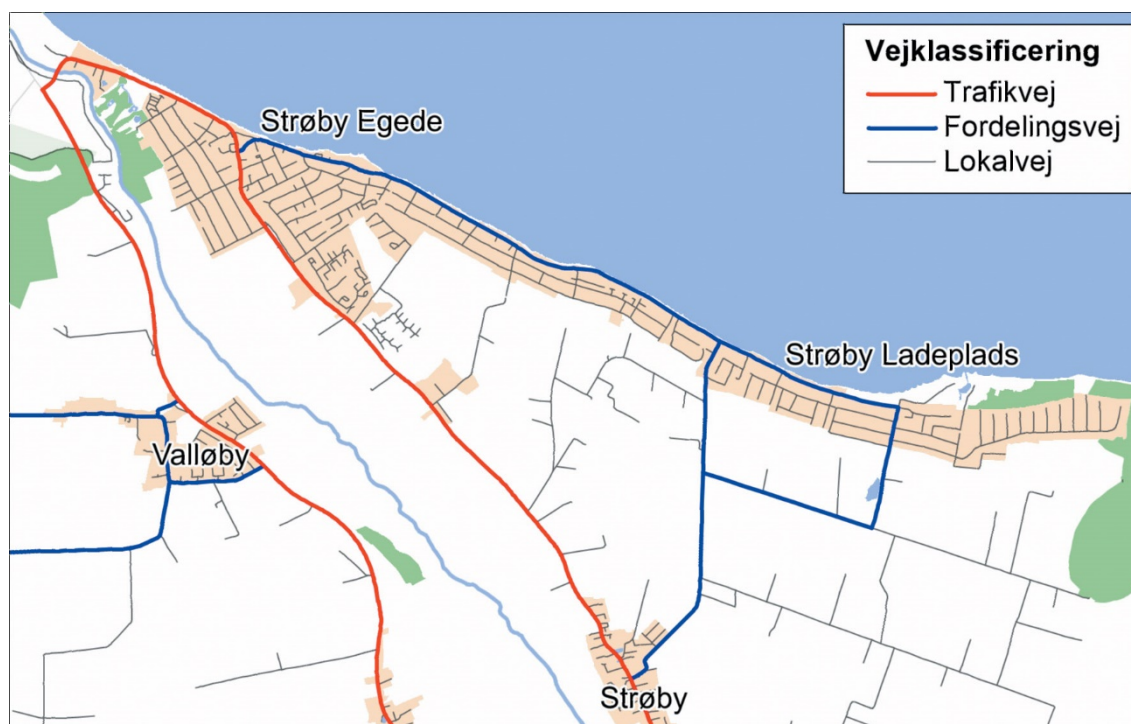 Vejklassificering
Trafikvej
Fordelingsvej
Lokalvej
Strøby Egede
Strøby Ladeplads
Valløby
Strøby